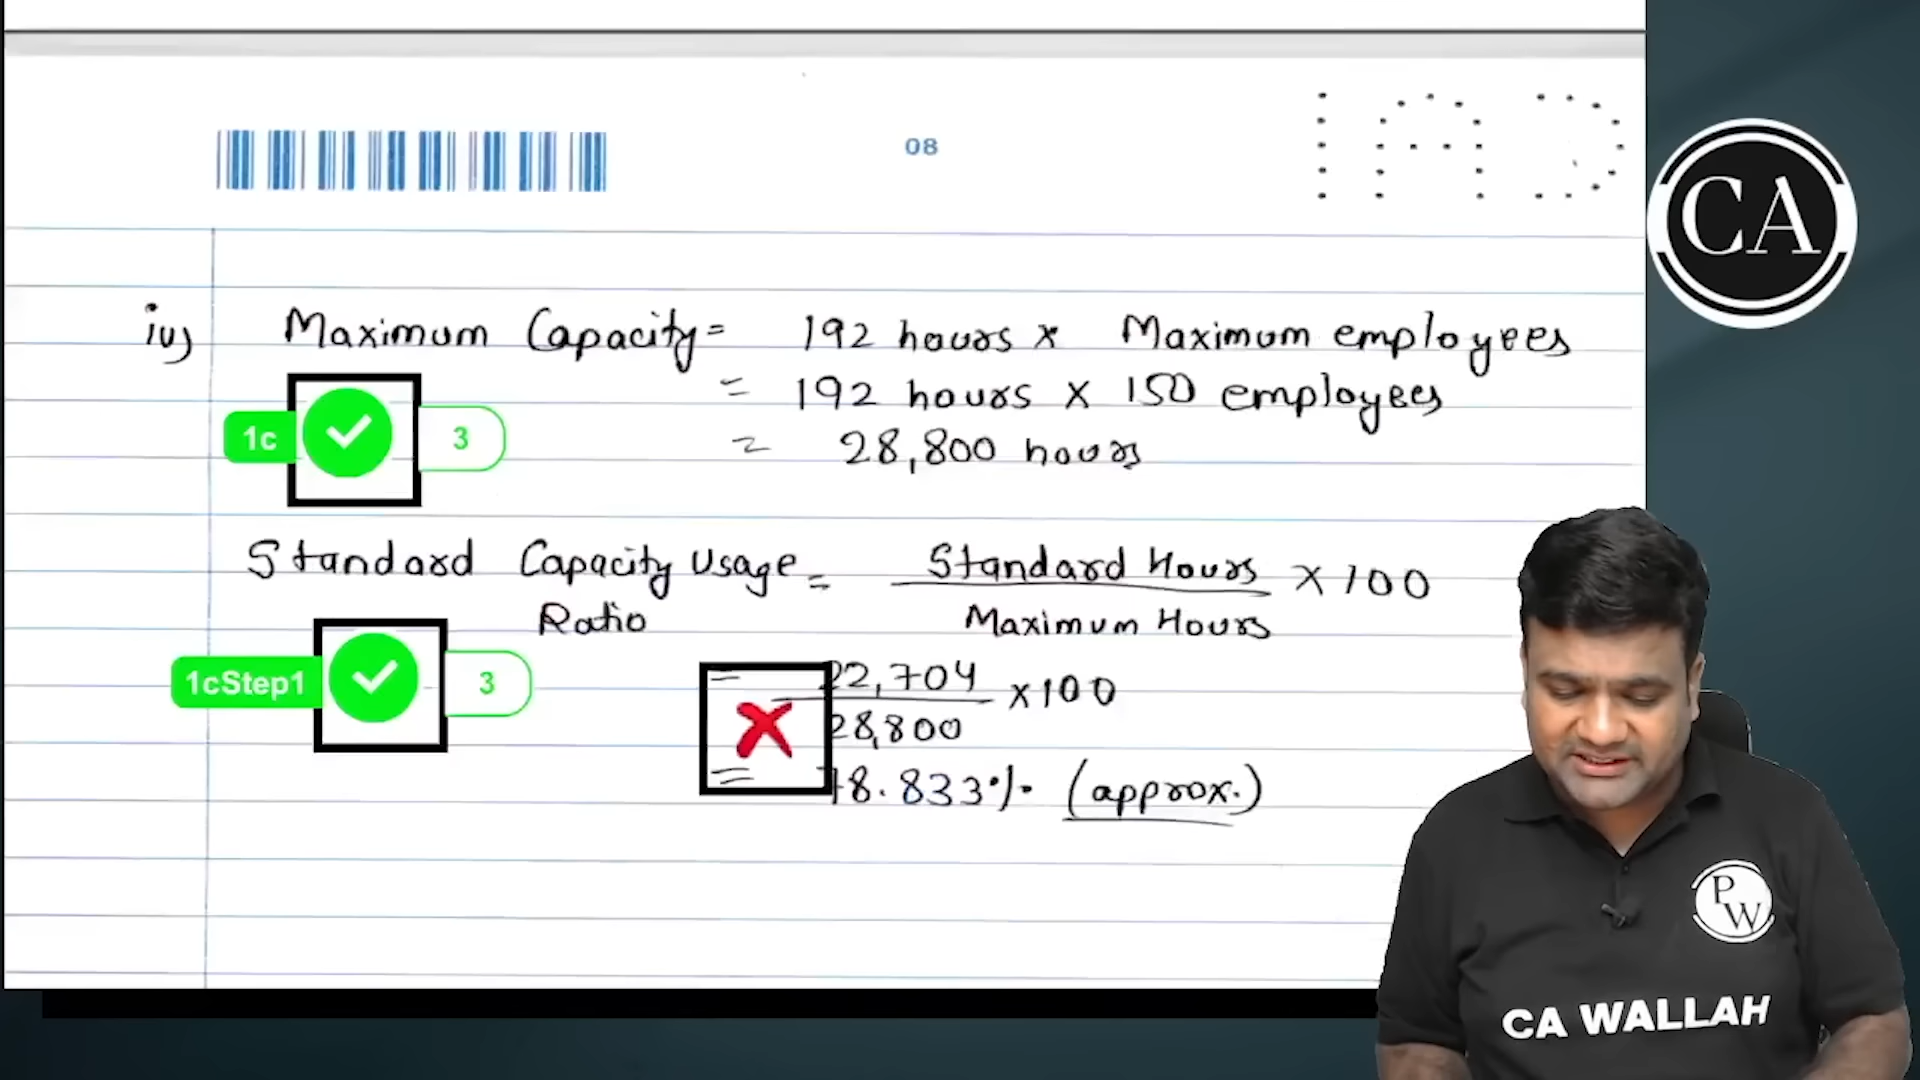 08
CA
iv) Maximum Capacity = 192 hours x Maximum employees
= 192 hours x 150 employees
1c 3
= 28,800 hours
Standard Capacity Usage Ratio = Standard Hours / Maximum Hours x 100
1cStep1 3
= 22,704 / 28,800 x 100
= 78.833% (approx.)
PW
CA WALLAH